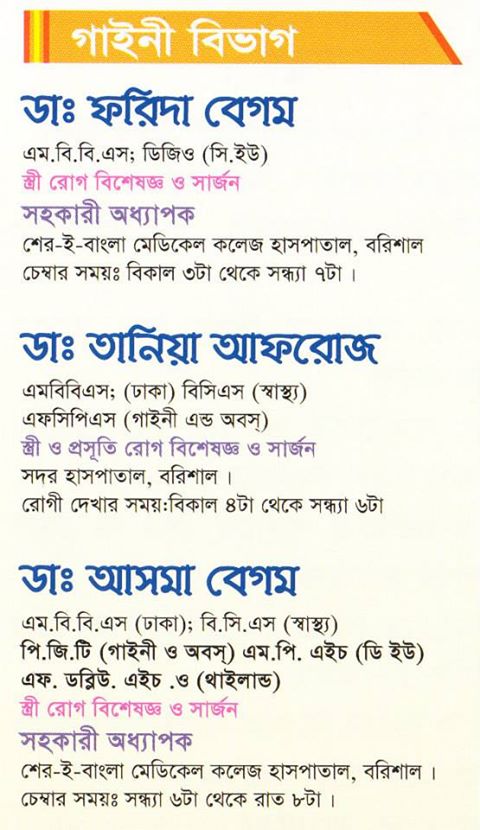 গাইনী বিভাগ
ডাঃ ফরিদা বেগম
এম.বি.বি.এস; ডিজিও (সি.ইউ)
স্ত্রী রোগ বিশেষজ্ঞ ও সার্জন
সহকারী অধ্যাপক
শের-ই-বাংলা মেডিকেল কলেজ হাসপাতাল, বরিশাল
চেম্বার সময়ঃ বিকাল ৩টা থেকে সন্ধ্যা ৭টা ।
ডাঃ তানিয়া আফরোজ
এমবিবিএস; (ঢাকা) বিসিএস (স্বাস্থ্য)
এফসিপিএস (গাইনী এন্ড অবস্)
স্ত্রী ও প্রসূতি রোগ বিশেষজ্ঞ ও সার্জন
সদর হাসপাতাল, বরিশাল ।
রোগী দেখার সময়:বিকাল ৪টা থেকে সন্ধ্যা ৬টা
ডাঃ আসমা বেগম
এম.বি.বি.এস (ঢাকা); বি.সি.এস (স্বাস্থ্য)
পি.জি.টি (গাইনী ও অবস্) এম.পি. এইচ (ডি ইউ)
এফ. ডব্লিউ. এইচ .ও (থাইলান্ড)
স্ত্রী রোগ বিশেষজ্ঞ ও সার্জন
সহকারী অধ্যাপক
শের-ই-বাংলা মেডিকেল কলেজ হাসপাতাল, বরিশাল ।
চেম্বার সময়ঃ সন্ধ্যা ৬টা থেকে রাত ৮টা ।